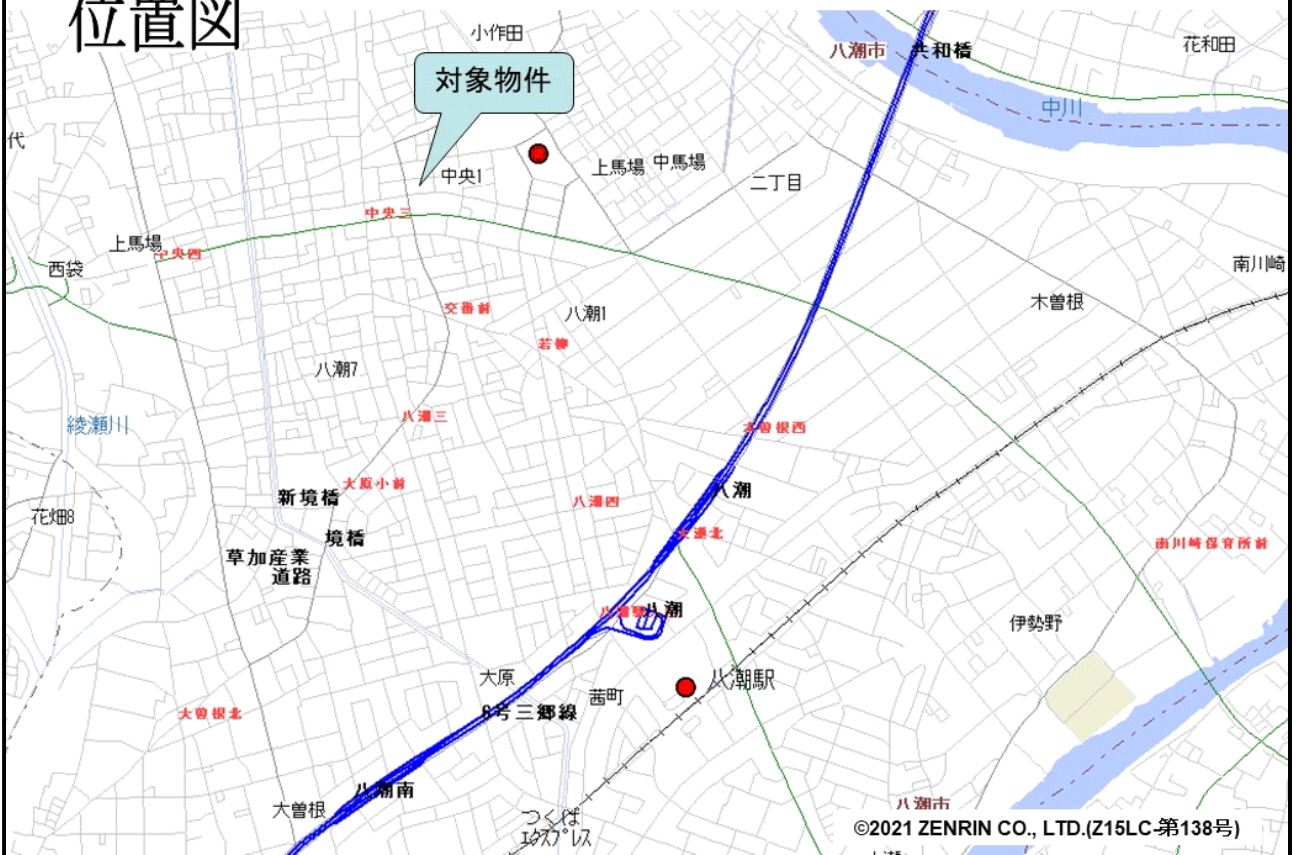 位置図
小作田
八潮市
共和橋
花和田
対象物件
中川
代
中央1
上馬場
中馬場
二丁目
中央三
上馬場
中央四
西袋
南川崎
木曽根
交番前
八潮1
若柳
八潮7
八潮三
綾瀬川
木曽根西
大原小前
新境橋
八潮四
八潮
花畑8
境橋
草加産業
道路
南川崎保育所前
八潮
伊勢野
大原
茜町
八潮駅
大曽根北
6号三郷線
八潮南
大曽根
つくば
エクスプレス
八潮市
©2021 ZENRIN CO., LTD.(Z15LC-第138号)